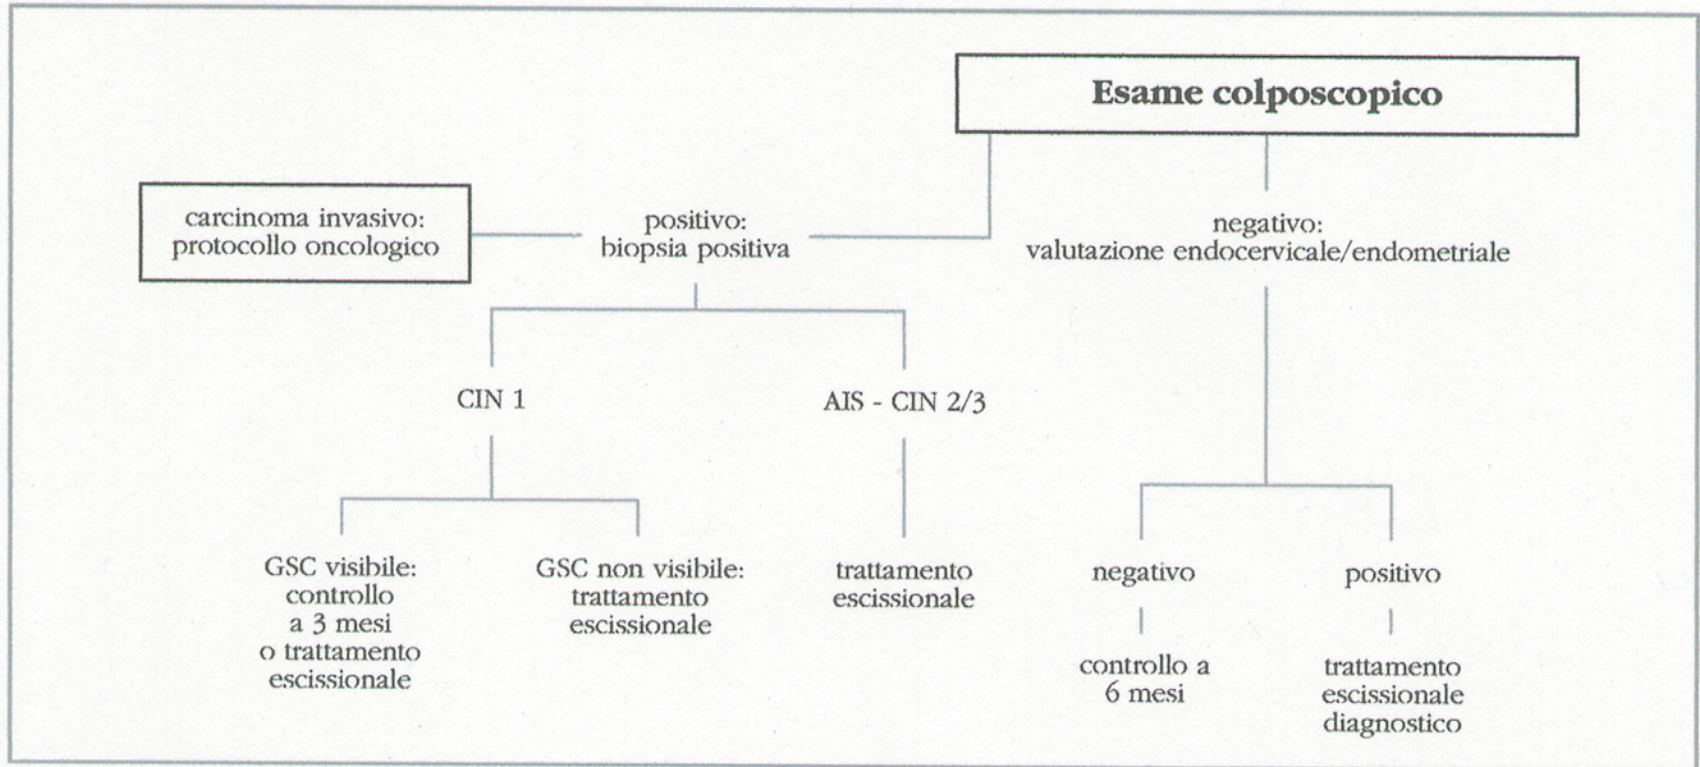 Esame colposcopico
carcinoma invasivo:
protocollo oncologico
positivo:
biopsia positiva
negativo:
valutazione endocervicale/endometriale
CIN 1
AIS - CIN 2/3
GSC visibile:
controllo
a 3 mesi
o trattamento
escissionale
GSC non visibile:
trattamento
escissionale
trattamento
escissionale
negativo
controllo a
6 mesi
positivo
trattamento
escissionale
diagnostico